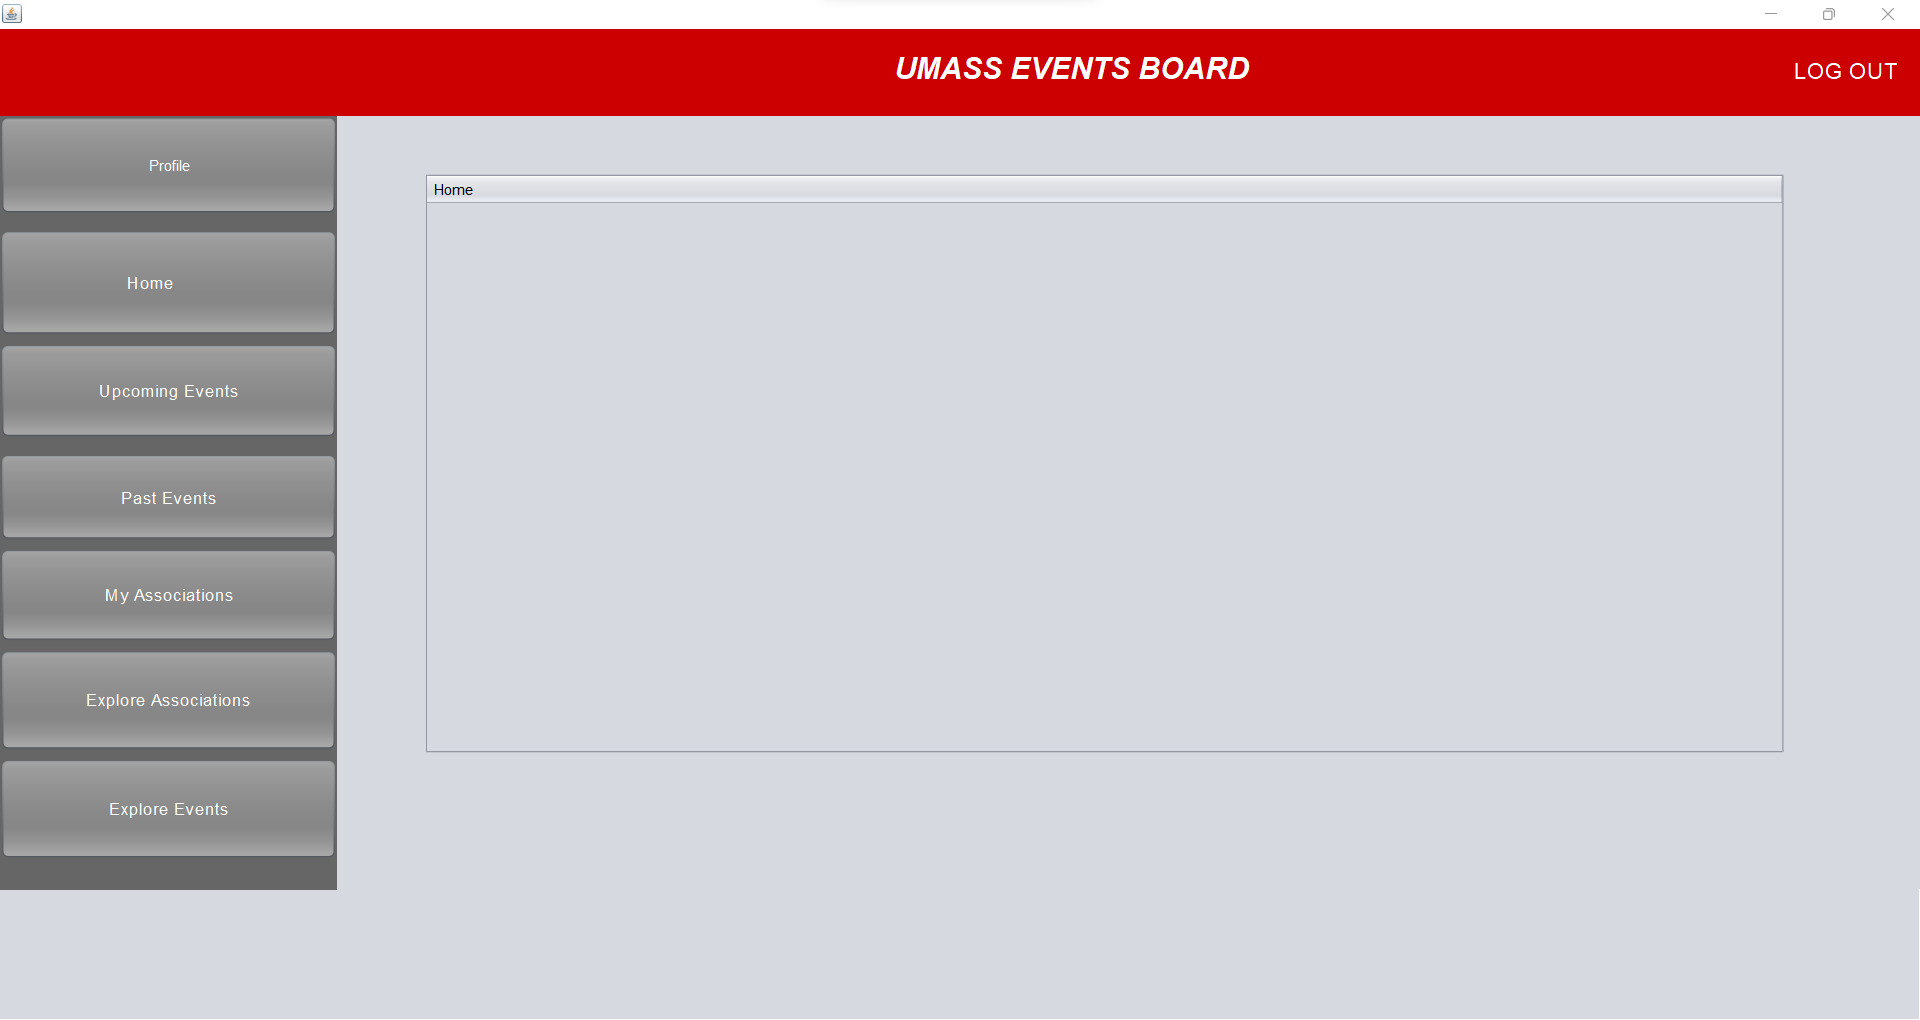 UMASS EVENTS BOARD
LOG OUT
Profile
Home
Upcoming Events
Past Events
My Associations
Explore Associations
Explore Events
Home